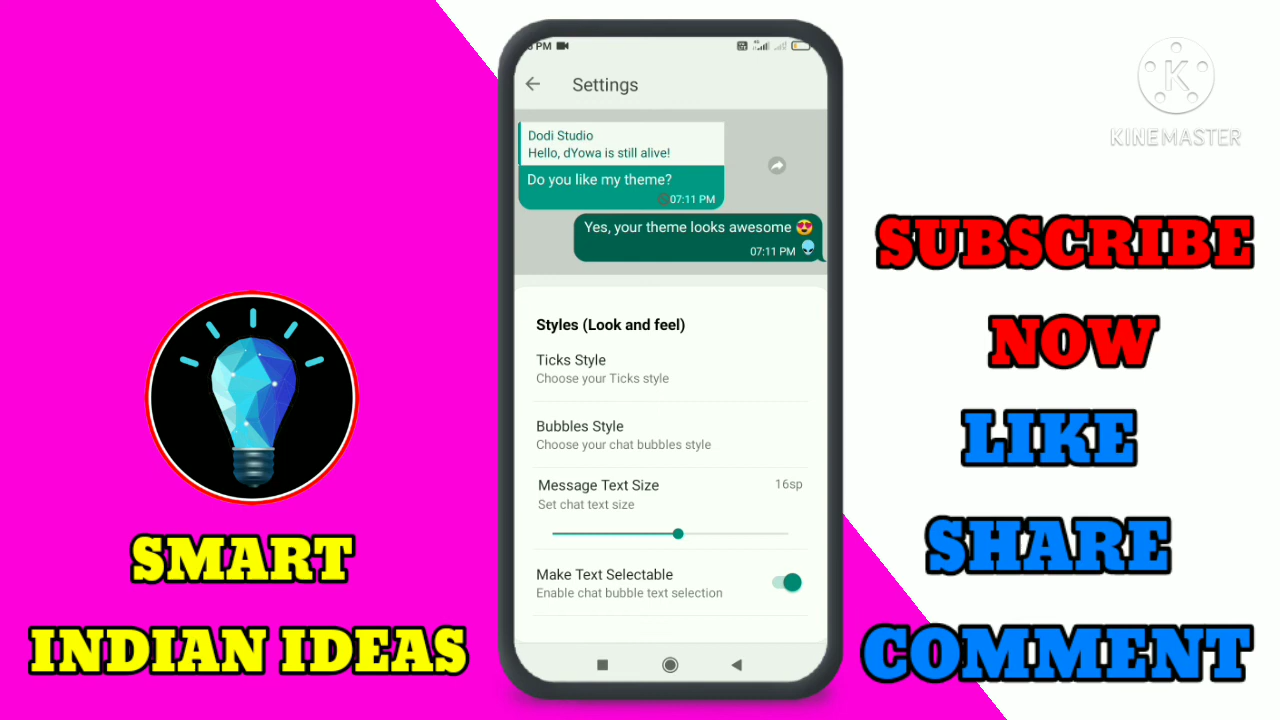 PM
Settings
Dodi Studio
Hello, dYowa is still alive!
Do you like my theme?
07:11 PM
Yes, your theme looks awesome 😍
07:11 PM
Styles (Look and feel)
Ticks Style
Choose your Ticks style
Bubbles Style
Choose your chat bubbles style
Message Text Size 16sp
Set chat text size
Make Text Selectable
Enable chat bubble text selection
SMART
INDIAN IDEAS
K
KINEMASTER
SUBSCRIBE
NOW
LIKE
SHARE
COMMENT